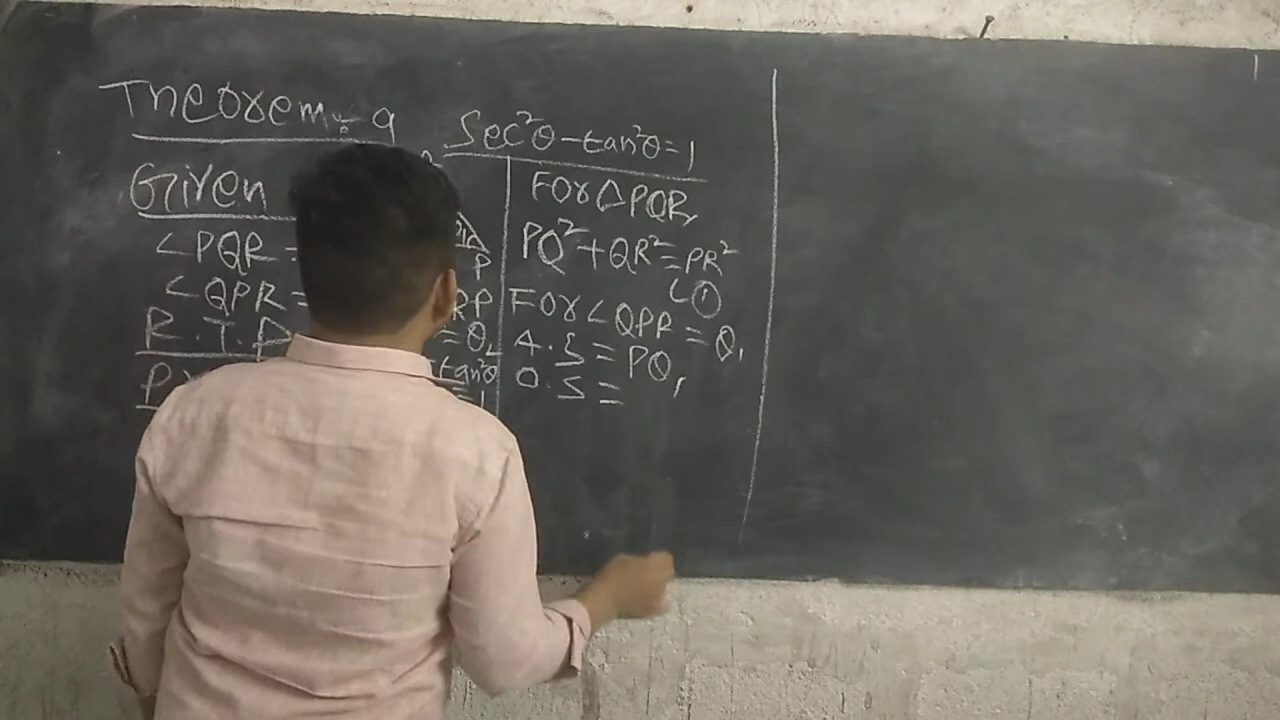 Theorem:- 9
Sec²θ-tan²θ=1
Given
<PQR =
<QPR =
R.T.P
P
RP
=θ,
tan²θ
=1
For △PQR,
PQ²+QR²=PR²
<①
For <QPR = θ,
A.S = PQ,
O.S =